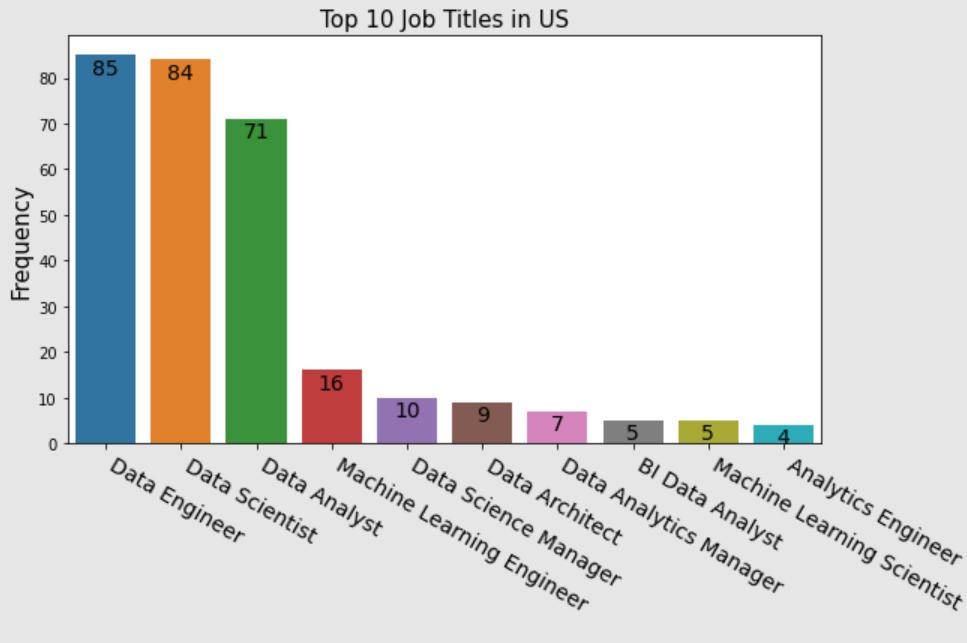 Top 10 Job Titles in US
Frequency
80
70
60
50
40
30
20
10
0
85
84
71
16
10
9
7
5
5
4
Data Engineer
Data Scientist
Data Analyst
Machine Learning Engineer
Data Science Manager
Data Architect
Data Analytics Manager
BI Data Analyst
Machine Learning Scientist
Analytics Engineer